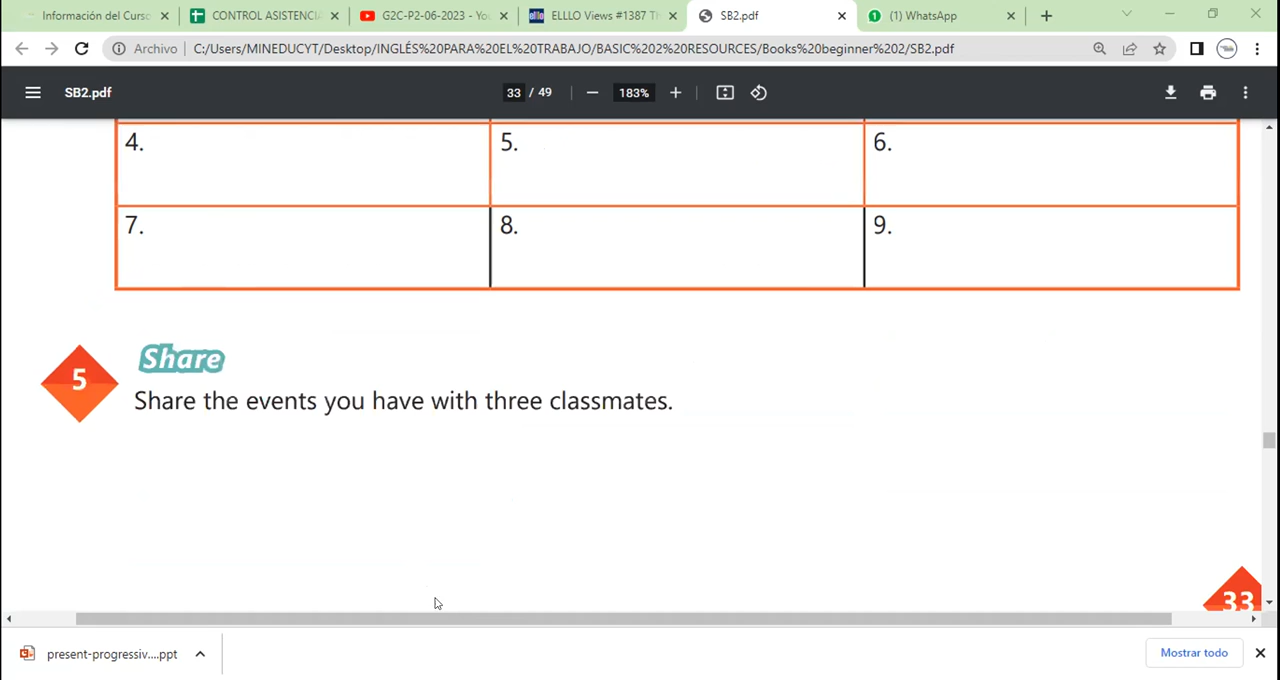 Información del Curso
CONTROL ASISTENCIA
G2C-P2-06-2023 - You
ELLLO Views #1387 Th
SB2.pdf
(1) WhatsApp
Archivo
C:/Users/MINEDUCYT/Desktop/INGLÉS%20PARA%20EL%20TRABAJO/BASIC%202%20RESOURCES/Books%20beginner%202/SB2.pdf
SB2.pdf
33 / 49
183%
4.
5.
6.
7.
8.
9.
5
Share
Share the events you have with three classmates.
33
present-progressiv....ppt
Mostrar todo